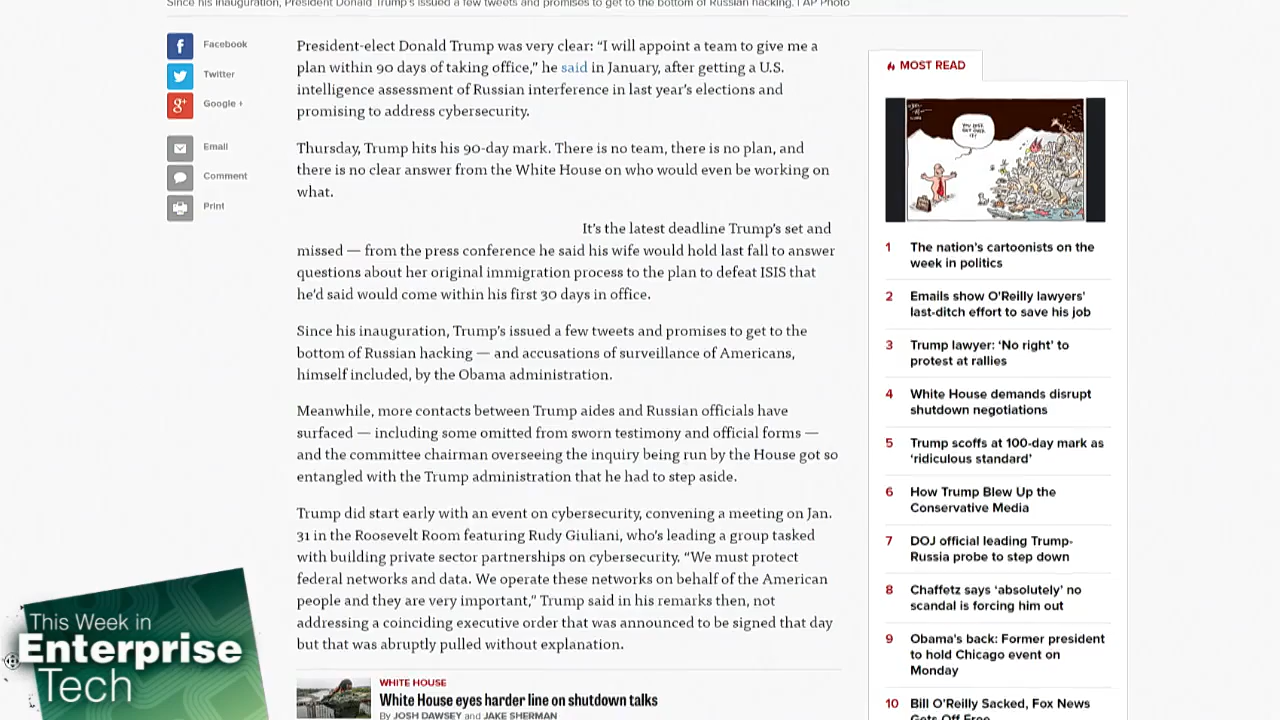 Since his inauguration, President Donald Trump's issued a few tweets and promises to get to the bottom of Russian hacking. | AP Photo
Facebook
Twitter
Google +
Email
Comment
Print
President-elect Donald Trump was very clear: “I will appoint a team to give me a
plan within 90 days of taking office,” he said in January, after getting a U.S.
intelligence assessment of Russian interference in last year’s elections and
promising to address cybersecurity.
Thursday, Trump hits his 90-day mark. There is no team, there is no plan, and
there is no clear answer from the White House on who would even be working on
what.
It’s the latest deadline Trump’s set and
missed — from the press conference he said his wife would hold last fall to answer
questions about her original immigration process to the plan to defeat ISIS that
he’d said would come within his first 30 days in office.
Since his inauguration, Trump’s issued a few tweets and promises to get to the
bottom of Russian hacking — and accusations of surveillance of Americans,
himself included, by the Obama administration.
Meanwhile, more contacts between Trump aides and Russian officials have
surfaced — including some omitted from sworn testimony and official forms —
and the committee chairman overseeing the inquiry being run by the House got so
entangled with the Trump administration that he had to step aside.
Trump did start early with an event on cybersecurity, convening a meeting on Jan.
31 in the Roosevelt Room featuring Rudy Giuliani, who’s leading a group tasked
with building private sector partnerships on cybersecurity. “We must protect
federal networks and data. We operate these networks on behalf of the American
people and they are very important,” Trump said in his remarks then, not
addressing a coinciding executive order that was announced to be signed that day
but that was abruptly pulled without explanation.
WHITE HOUSE
White House eyes harder line on shutdown talks
By JOSH DAWSEY and JAKE SHERMAN
MOST READ
1 The nation's cartoonists on the
week in politics
2 Emails show O'Reilly lawyers'
last-ditch effort to save his job
3 Trump lawyer: ‘No right’ to
protest at rallies
4 White House demands disrupt
shutdown negotiations
5 Trump scoffs at 100-day mark as
‘ridiculous standard’
6 How Trump Blew Up the
Conservative Media
7 DOJ official leading Trump-
Russia probe to step down
8 Chaffetz says ‘absolutely’ no
scandal is forcing him out
9 Obama's back: Former president
to hold Chicago event on
Monday
10 Bill O'Reilly Sacked, Fox News
Gets Off Free
This Week in
Enterprise
Tech